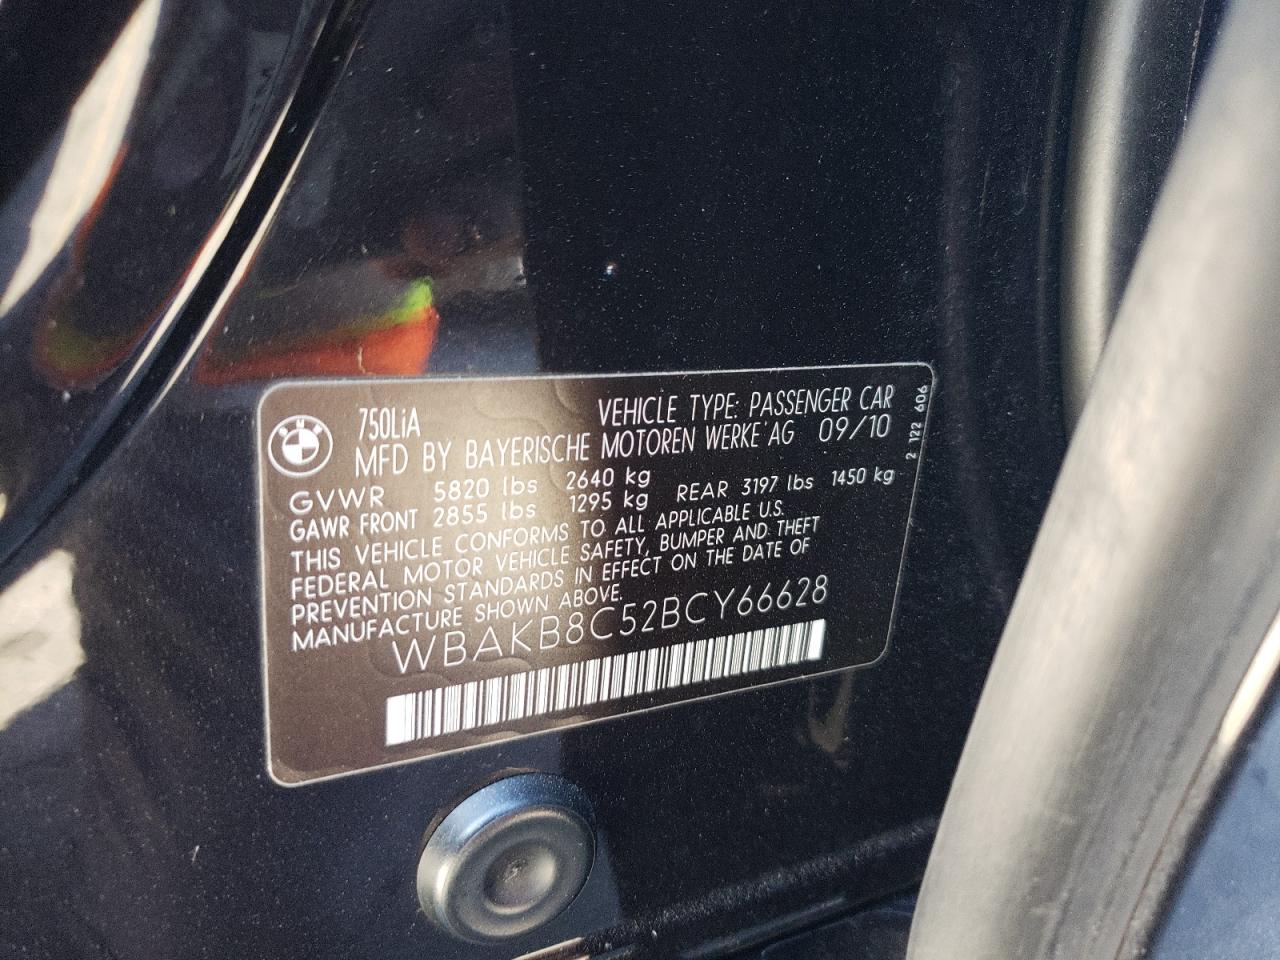 BMW
750LiA VEHICLE TYPE: PASSENGER CAR
MFD BY BAYERISCHE MOTOREN WERKE AG 09/10
GVWR 5820 lbs 2640 kg
GAWR FRONT 2855 lbs 1295 kg REAR 3197 lbs 1450 kg
THIS VEHICLE CONFORMS TO ALL APPLICABLE U.S.
FEDERAL MOTOR VEHICLE SAFETY, BUMPER AND THEFT
PREVENTION STANDARDS IN EFFECT ON THE DATE OF
MANUFACTURE SHOWN ABOVE.
WBAKB8C52BCY66628
2 122 606